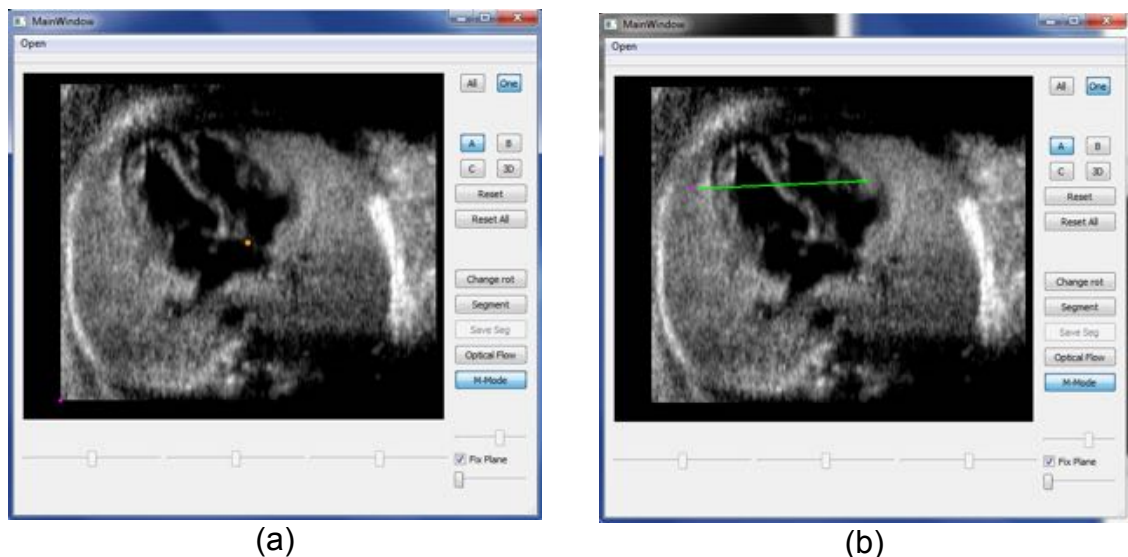 MainWindow
Open
All One
A B
C 3D
Reset
Reset All
Change rot
Segment
Save Seg
Optical Flow
M-Mode
Fix Plane
(a)
MainWindow
Open
All One
A B
C 3D
Reset
Reset All
Change rot
Segment
Save Seg
Optical Flow
M-Mode
Fix Plane
(b)